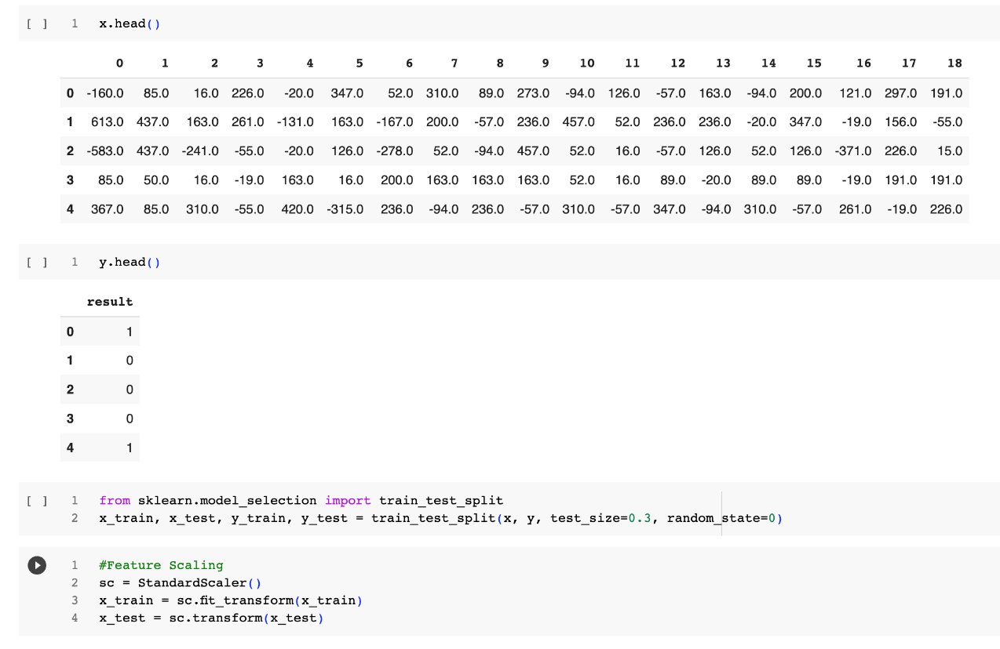 [ ] 1 x.head()
0 1 2 3 4 5 6 7 8 9 10 11 12 13 14 15 16 17 18
0 -160.0 85.0 16.0 226.0 -20.0 347.0 52.0 310.0 89.0 273.0 -94.0 126.0 -57.0 163.0 -94.0 200.0 121.0 297.0 191.0
1 613.0 437.0 163.0 261.0 -131.0 163.0 -167.0 200.0 -57.0 236.0 457.0 52.0 236.0 236.0 -20.0 347.0 -19.0 156.0 -55.0
2 -583.0 437.0 -241.0 -55.0 -20.0 126.0 -278.0 52.0 -94.0 457.0 52.0 16.0 -57.0 126.0 52.0 126.0 -371.0 226.0 15.0
3 85.0 50.0 16.0 -19.0 163.0 16.0 200.0 163.0 163.0 163.0 52.0 16.0 89.0 -20.0 89.0 89.0 -19.0 191.0 191.0
4 367.0 85.0 310.0 -55.0 420.0 -315.0 236.0 -94.0 236.0 -57.0 310.0 -57.0 347.0 -94.0 310.0 -57.0 261.0 -19.0 226.0
[ ] 1 y.head()
result
0 1
1 0
2 0
3 0
4 1
[ ] 1 from sklearn.model_selection import train_test_split
2 x_train, x_test, y_train, y_test = train_test_split(x, y, test_size=0.3, random_state=0)
1 #Feature Scaling
2 sc = StandardScaler()
3 x_train = sc.fit_transform(x_train)
4 x_test = sc.transform(x_test)